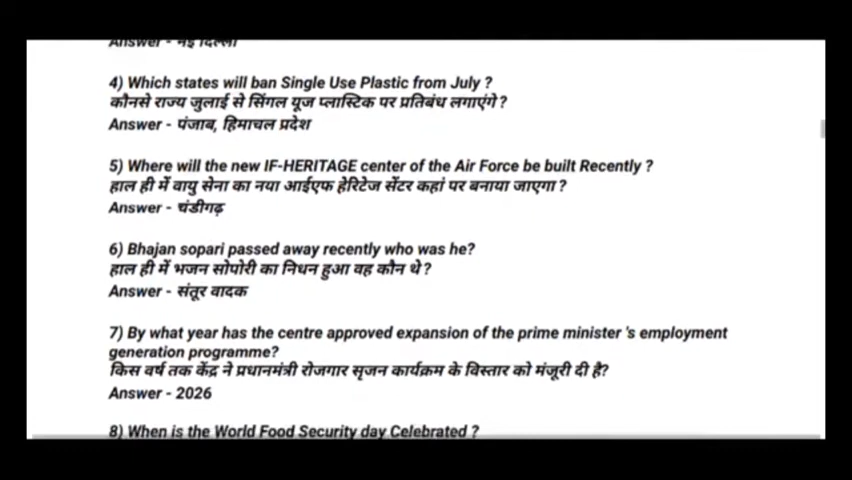 Answer - नई दिल्ली
4) Which states will ban Single Use Plastic from July ?
कौनसे राज्य जुलाई से सिंगल यूज प्लास्टिक पर प्रतिबंध लगाएंगे ?
Answer - पंजाब, हिमाचल प्रदेश
5) Where will the new IF-HERITAGE center of the Air Force be built Recently ?
हाल ही में वायु सेना का नया आईएफ हेरिटेज सेंटर कहां पर बनाया जाएगा ?
Answer - चंडीगढ़
6) Bhajan sopari passed away recently who was he?
हाल ही में भजन सोपोरी का निधन हुआ वह कौन थे ?
Answer - संतूर वादक
7) By what year has the centre approved expansion of the prime minister 's employment
generation programme?
किस वर्ष तक केंद्र ने प्रधानमंत्री रोजगार सृजन कार्यक्रम के विस्तार को मंजूरी दी है?
Answer - 2026
8) When is the World Food Security day Celebrated ?